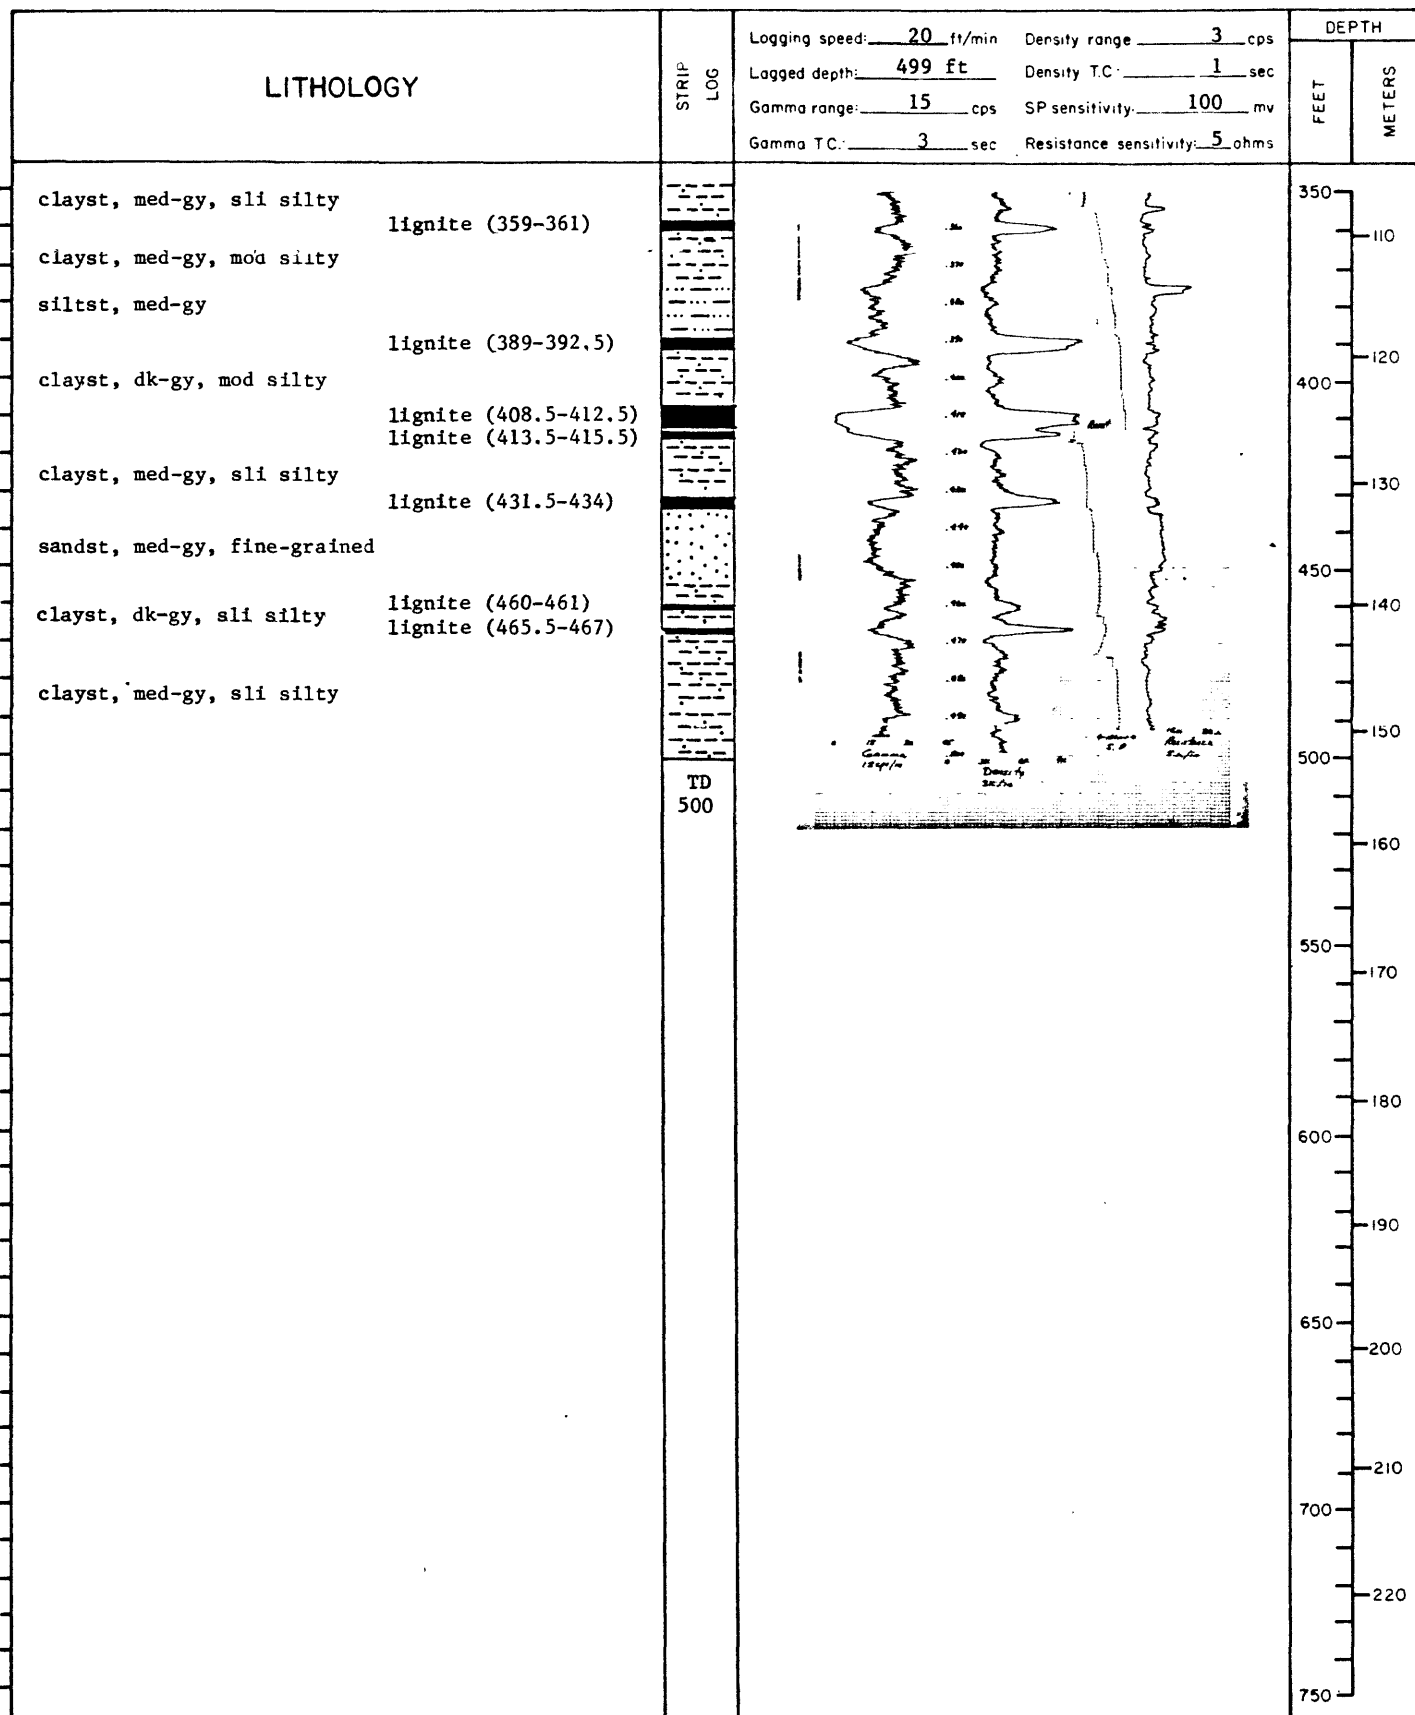 LITHOLOGY
STRIP LOG
Logging speed: 20 ft/min
Density range 3 cps
Lagged depth: 499 ft
Density T.C. 1 sec
Gamma range: 15 cps
SP sensitivity: 100 mv
Gamma T.C.: 3 sec
Resistance sensitivity: 5 ohms
DEPTH
FEET
METERS
clayst, med-gy, sli silty
lignite (359-361)
clayst, med-gy, mod silty
siltst, med-gy
lignite (389-392.5)
clayst, dk-gy, mod silty
lignite (408.5-412.5)
lignite (413.5-415.5)
clayst, med-gy, sli silty
lignite (431.5-434)
sandst, med-gy, fine-grained
lignite (460-461)
clayst, dk-gy, sli silty
lignite (465.5-467)
clayst, med-gy, sli silty
TD
500
Gamma
Density
S.P
Resistance
350
400
450
500
550
600
650
700
750
110
120
130
140
150
160
170
180
190
200
210
220